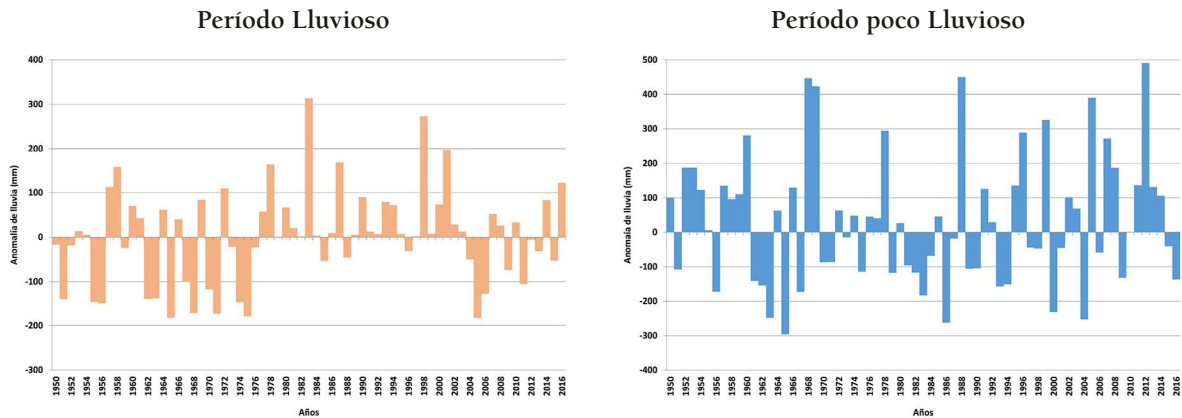 Período Lluvioso
400
300
200
100
0
-100
-200
-300
Anomalía de lluvia (mm)
1950 1952 1954 1956 1958 1960 1962 1964 1966 1968 1970 1972 1974 1976 1978 1980 1982 1984 1986 1988 1990 1992 1994 1996 1998 2000 2002 2004 2006 2008 2010 2012 2014 2016
Años
Período poco Lluvioso
500
400
300
200
100
0
-100
-200
-300
-400
Anomaía de lluvia (mm)
1950 1952 1954 1956 1958 1960 1962 1964 1966 1968 1970 1972 1974 1976 1978 1980 1982 1984 1986 1988 1990 1992 1994 1996 1998 2000 2002 2004 2006 2008 2010 2012 2014 2016
Años